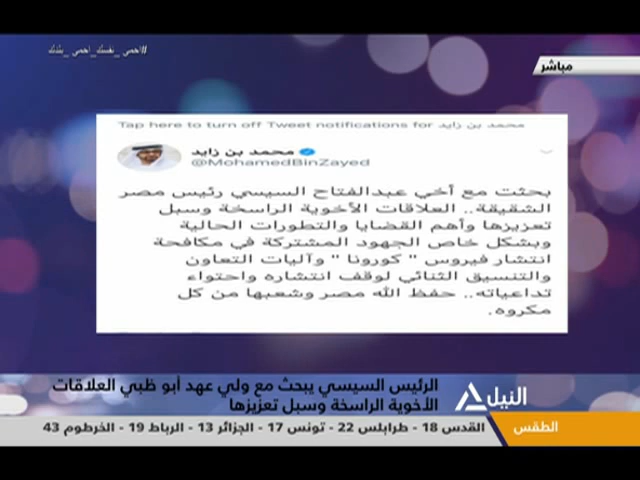 #احمى_نفسك_احمى_بلدك
مباشر
Tap here to turn off Tweet notifications for محمد بن زايد
محمد بن زايد
@MohamedBinZayed
بحثت مع أخي عبدالفتاح السيسي رئيس مصر
الشقيقة.. العلاقات الأخوية الراسخة وسبل
تعزيزها وأهم القضايا والتطورات الحالية
وبشكل خاص الجهود المشتركة في مكافحة
انتشار فيروس " كورونا " وآليات التعاون
والتنسيق الثنائي لوقف انتشاره واحتواء
تداعياته.. حفظ الله مصر وشعبها من كل
مكروه.
النيل
الرئيس السيسي يبحث مع ولي عهد أبو ظبي العلاقات
الأخوية الراسخة وسبل تعزيزها
الطقس
القدس 18 - طرابلس 22 - تونس 17 - الجزائر 13 - الرباط 19 - الخرطوم 43